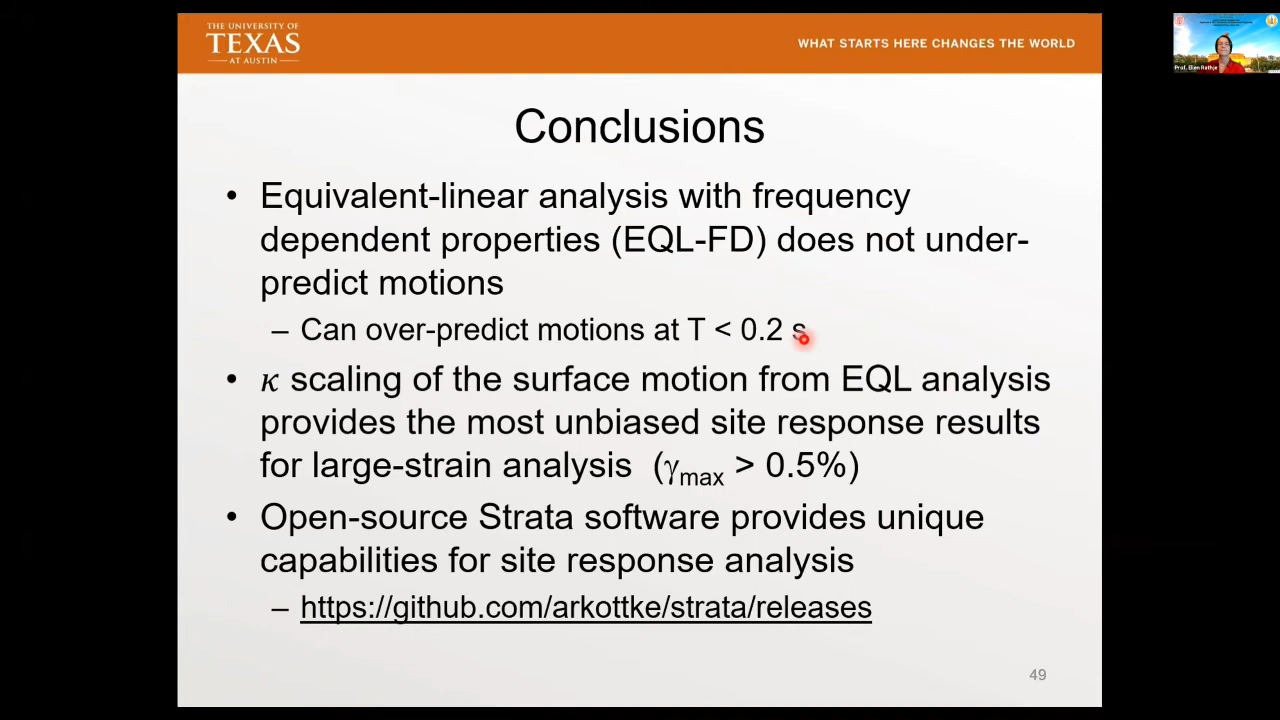 THE UNIVERSITY OF
TEXAS
AT AUSTIN
WHAT STARTS HERE CHANGES THE WORLD
Prof. Ellen Rathje
Conclusions
• Equivalent-linear analysis with frequency
dependent properties (EQL-FD) does not under-
predict motions
– Can over-predict motions at T < 0.2 s
• κ scaling of the surface motion from EQL analysis
provides the most unbiased site response results
for large-strain analysis (γmax > 0.5%)
• Open-source Strata software provides unique
capabilities for site response analysis
– https://github.com/arkottke/strata/releases
49